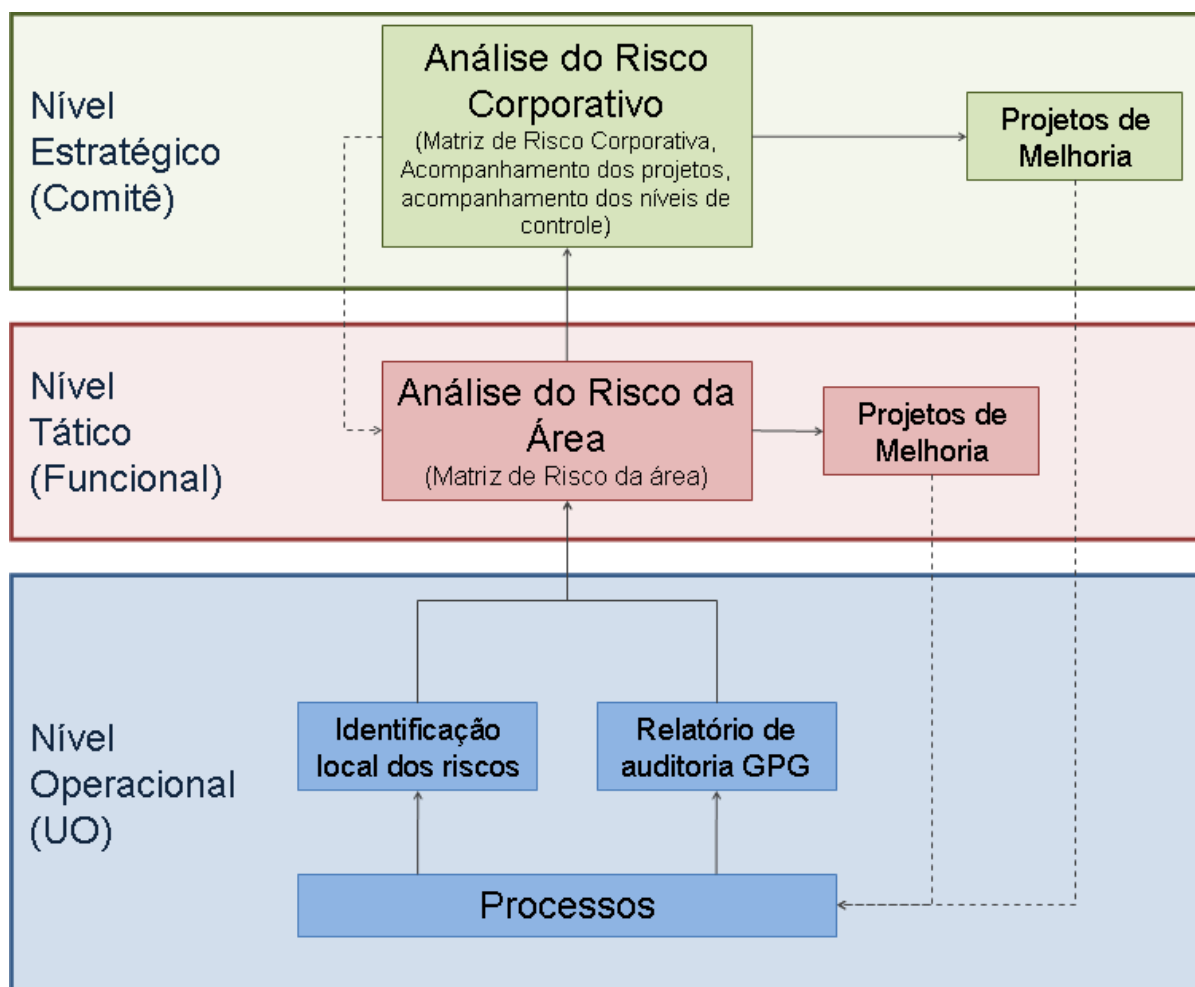 Nível
Estratégico
(Comitê)
Análise do Risco
Corporativo
(Matriz de Risco Corporativa,
Acompanhamento dos projetos,
acompanhamento dos níveis de
controle)
Projetos de
Melhoria
Nível
Tático
(Funcional)
Análise do Risco da
Área
(Matriz de Risco da área)
Projetos de
Melhoria
Nível
Operacional
(UO)
Identificação
local dos riscos
Relatório de
auditoria GPG
Processos